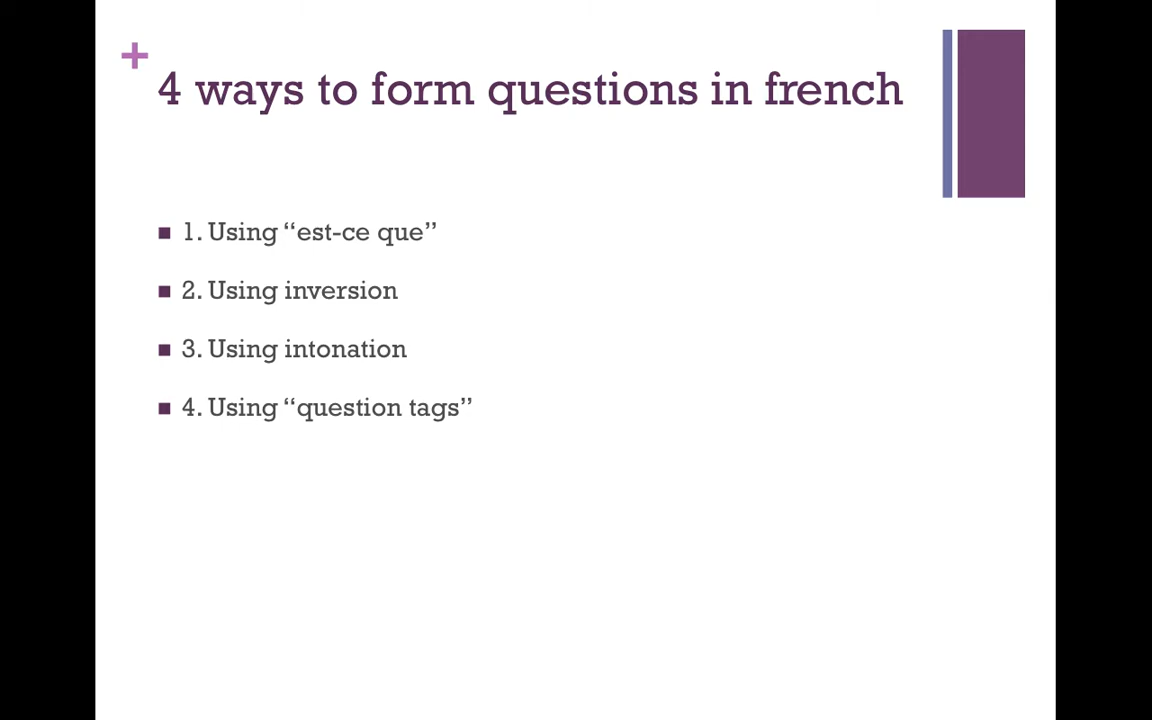 +
4 ways to form questions in french
■ 1. Using “est-ce que”
■ 2. Using inversion
■ 3. Using intonation
■ 4. Using “question tags”